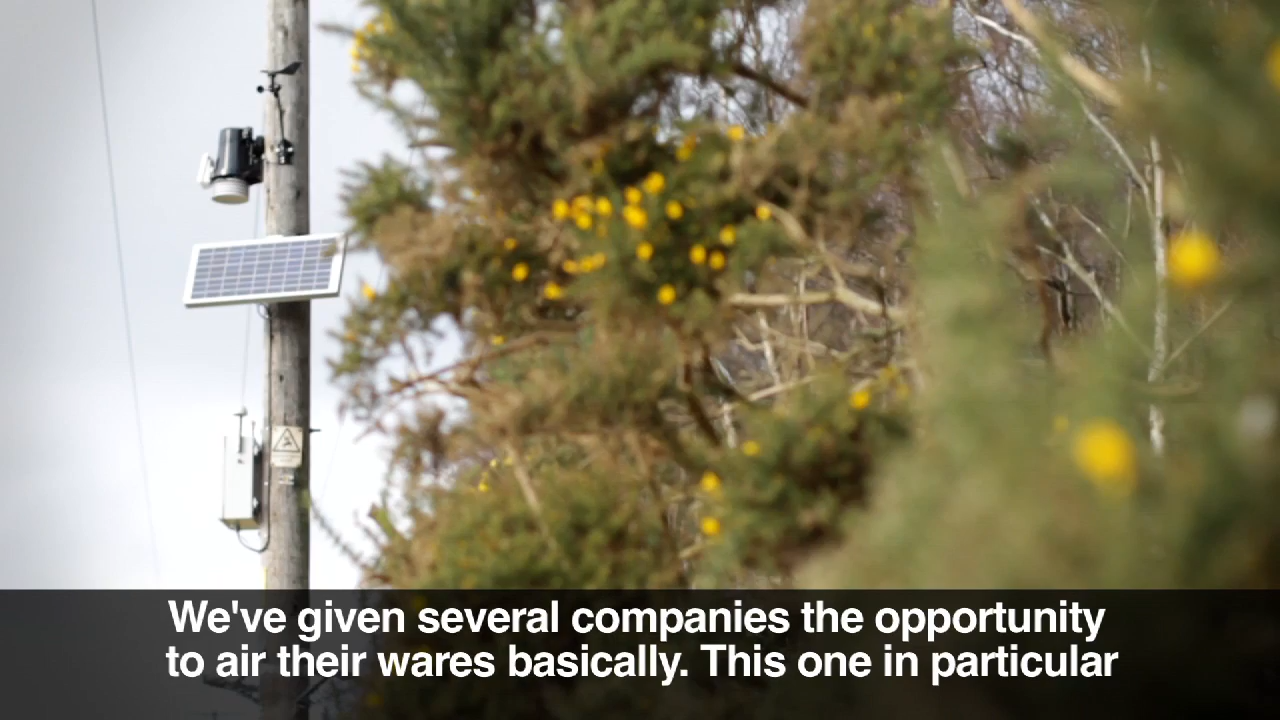 We've given several companies the opportunity
to air their wares basically. This one in particular